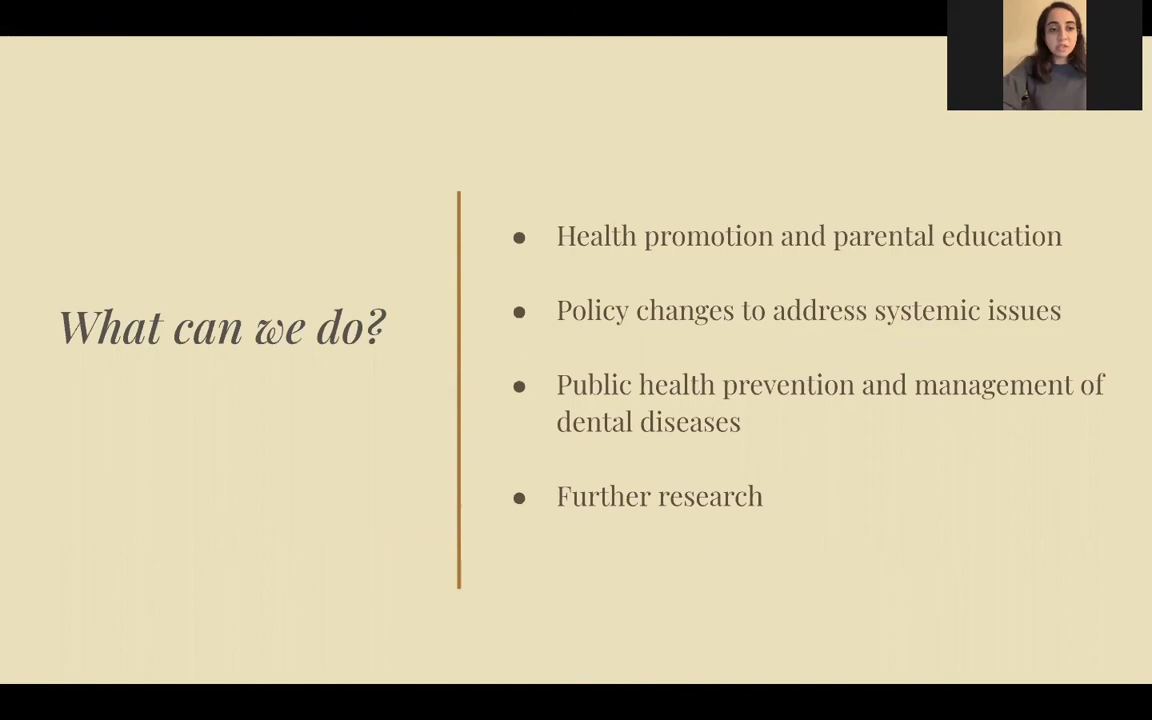 What can we do?
● Health promotion and parental education
● Policy changes to address systemic issues
● Public health prevention and management of
dental diseases
● Further research